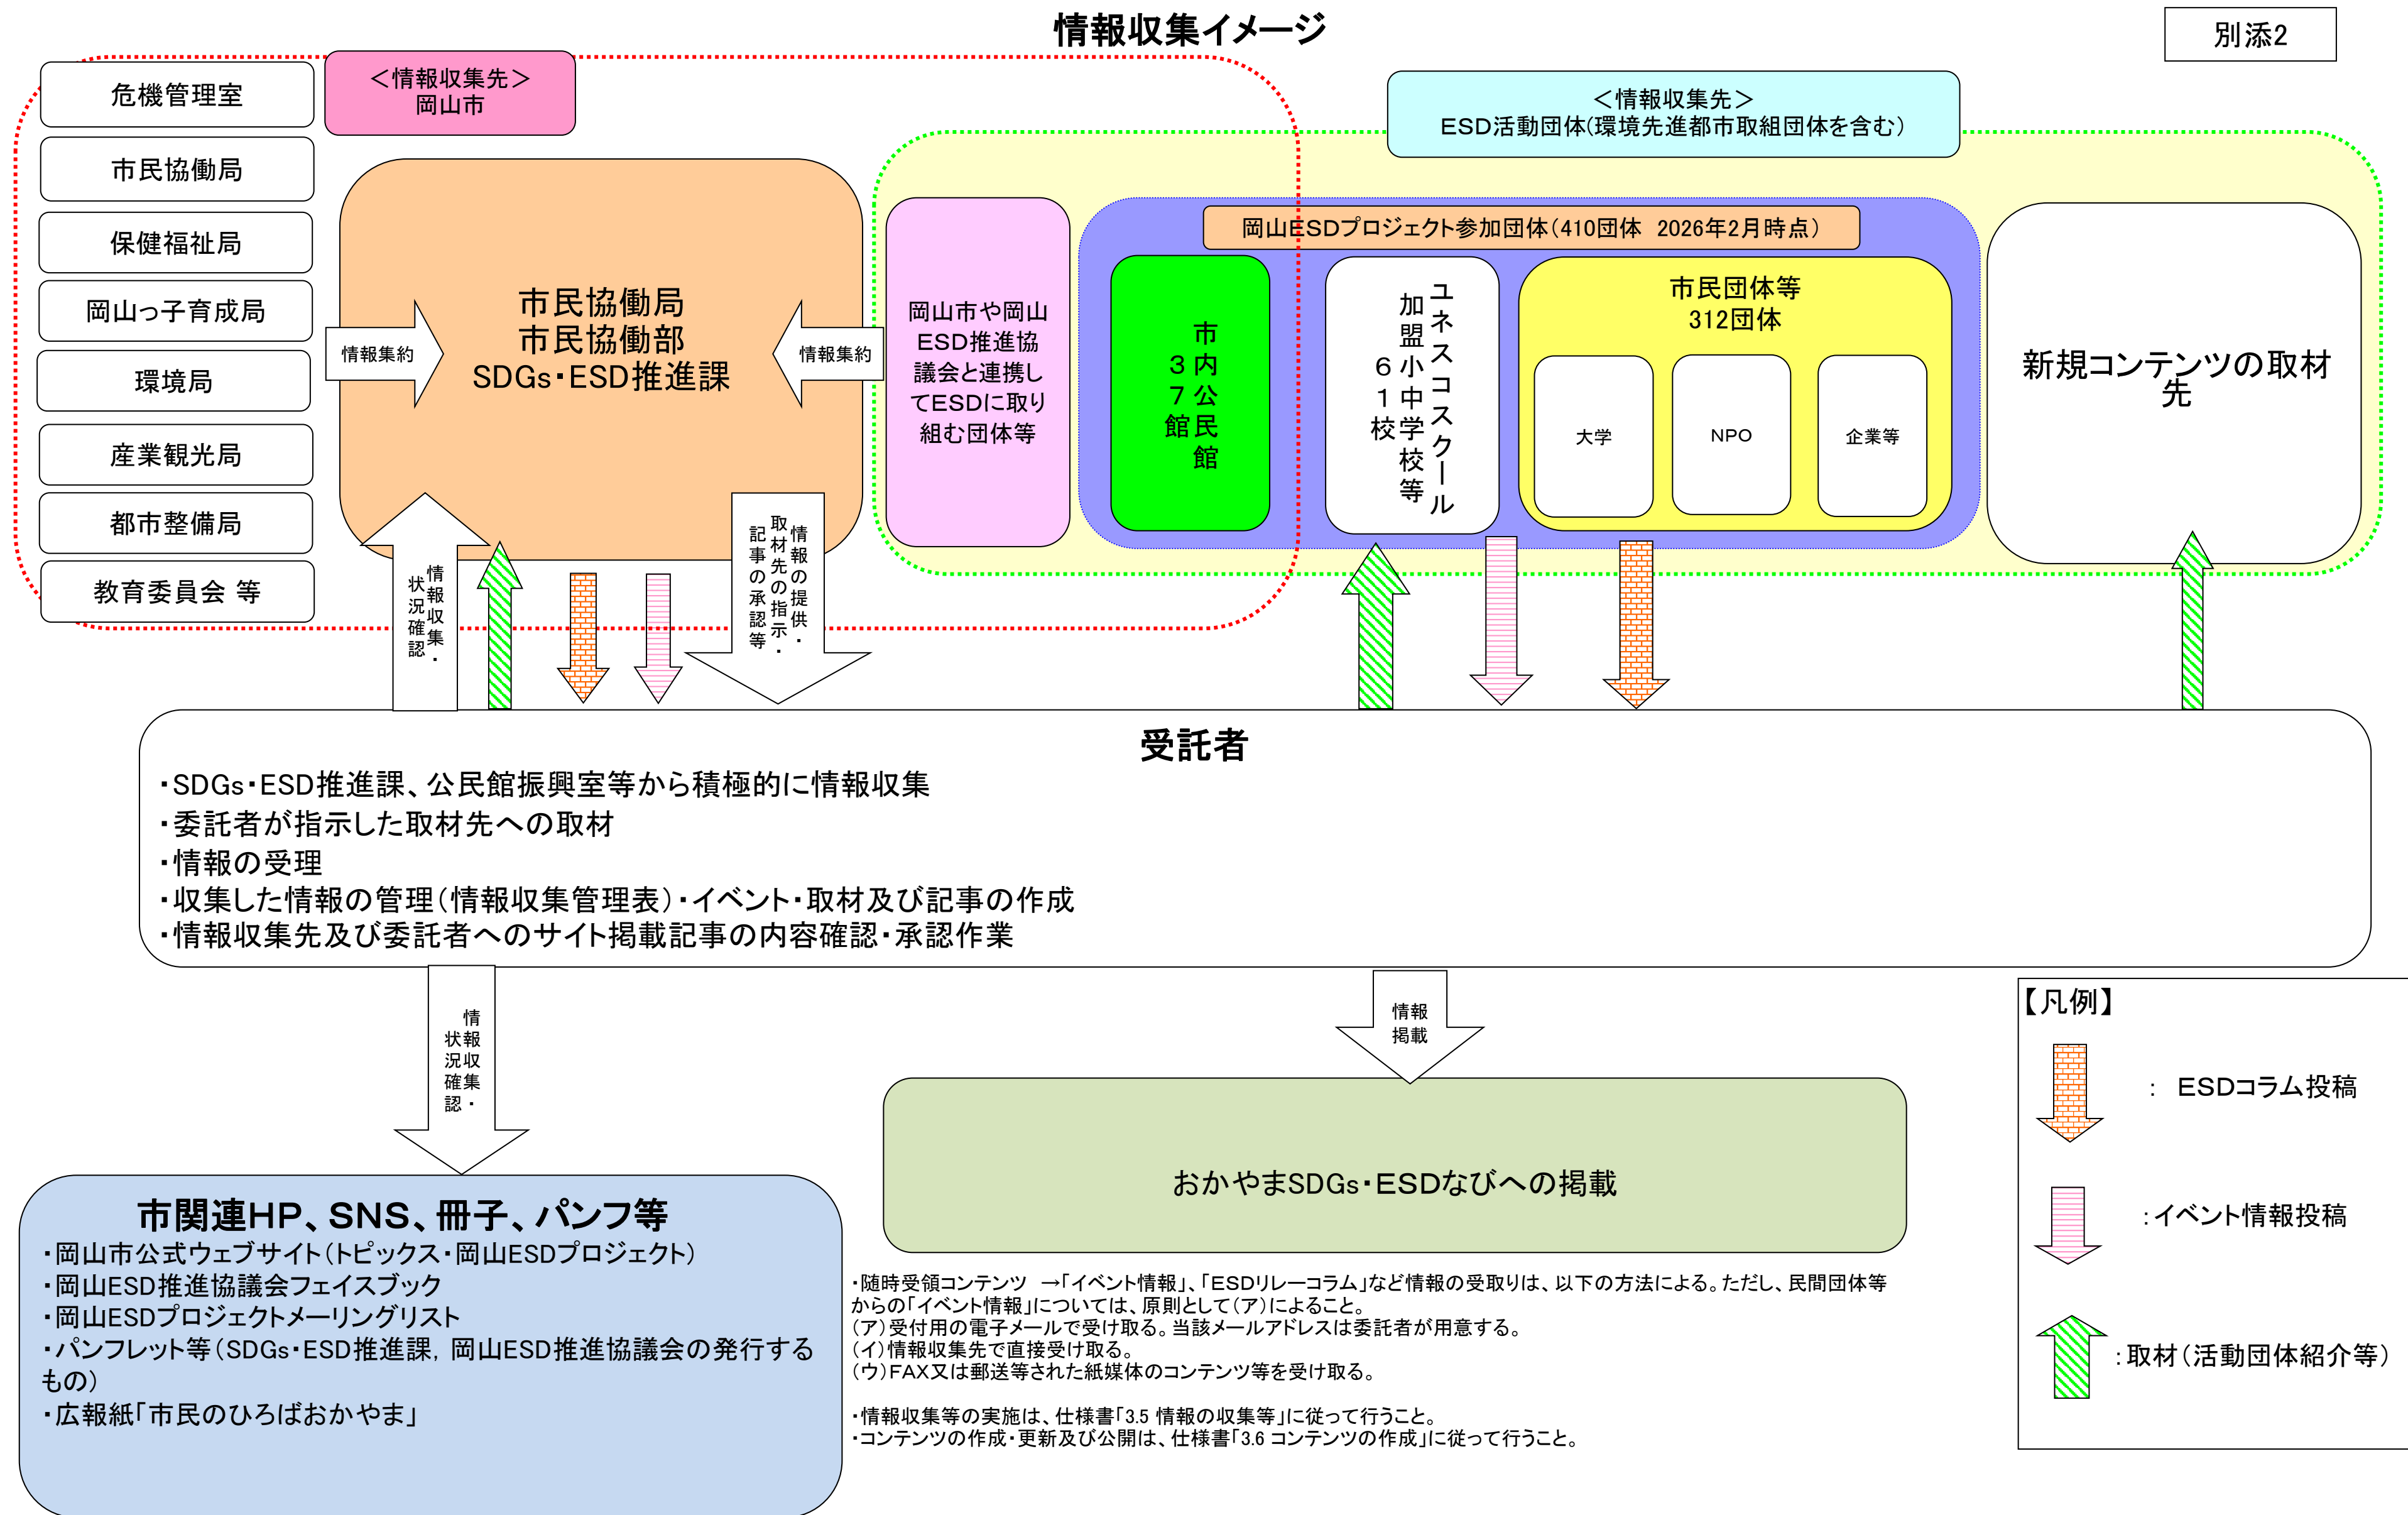 情報収集イメージ
別添2
危機管理室
市民協働局
保健福祉局
岡山っ子育成局
環境局
産業観光局
都市整備局
教育委員会 等
＜情報収集先＞
岡山市
市民協働局
市民協働部
SDGs・ESD推進課
情報集約
情報集約
＜情報収集先＞
ESD活動団体(環境先進都市取組団体を含む)
岡山市や岡山
ESD推進協
議会と連携し
てESDに取り
組む団体等
岡山ESDプロジェクト参加団体（410団体 2026年2月時点）
市内公民館
３７館
ユネスコスクール
加盟小中学校等
６１校
市民団体等
312団体
大学
NPO
企業等
新規コンテンツの取材
先
情報収集・
状況確認
情報の提供・
取材先の指示・
記事の承認等
受託者
・SDGs・ESD推進課、公民館振興室等から積極的に情報収集
・委託者が指示した取材先への取材
・情報の受理
・収集した情報の管理（情報収集管理表）・イベント・取材及び記事の作成
・情報収集先及び委託者へのサイト掲載記事の内容確認・承認作業
情報収集・
状況確認
情報
掲載
市関連HP、SNS、冊子、パンフ等
・岡山市公式ウェブサイト（トピックス・岡山ESDプロジェクト）
・岡山ESD推進協議会フェイスブック
・岡山ESDプロジェクトメーリングリスト
・パンフレット等（SDGs・ESD推進課，岡山ESD推進協議会の発行する
もの）
・広報紙「市民のひろばおかやま」
おかやまSDGs・ESDなびへの掲載
・随時受領コンテンツ →「イベント情報」、「ESDリレーコラム」など情報の受取りは、以下の方法による。ただし、民間団体等
からの「イベント情報」については、原則として（ア）によること。
（ア）受付用の電子メールで受け取る。当該メールアドレスは委託者が用意する。
（イ）情報収集先で直接受け取る。
（ウ）FAX又は郵送等された紙媒体のコンテンツ等を受け取る。
・情報収集等の実施は、仕様書「3.5 情報の収集等」に従って行うこと。
・コンテンツの作成・更新及び公開は、仕様書「3.6 コンテンツの作成」に従って行うこと。
【凡例】
： ESDコラム投稿
：イベント情報投稿
：取材（活動団体紹介等）